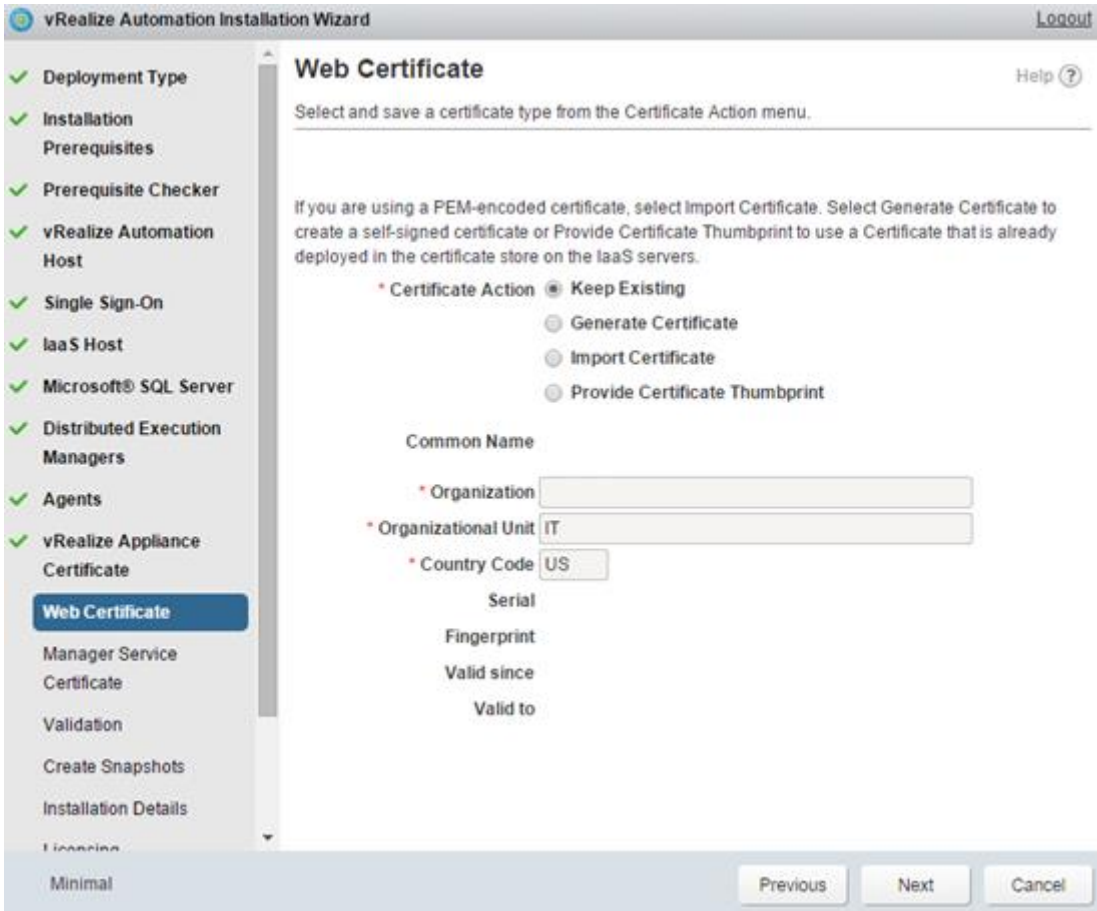 vRealize Automation Installation Wizard
Logout
Deployment Type
Installation
Prerequisites
Prerequisite Checker
vRealize Automation
Host
Single Sign-On
IaaS Host
Microsoft® SQL Server
Distributed Execution
Managers
Agents
vRealize Appliance
Certificate
Web Certificate
Manager Service
Certificate
Validation
Create Snapshots
Installation Details
Licensing
Minimal
Web Certificate
Help ?
Select and save a certificate type from the Certificate Action menu.
If you are using a PEM-encoded certificate, select Import Certificate. Select Generate Certificate to
create a self-signed certificate or Provide Certificate Thumbprint to use a Certificate that is already
deployed in the certificate store on the IaaS servers.
* Certificate Action Keep Existing
Generate Certificate
Import Certificate
Provide Certificate Thumbprint
Common Name
* Organization
* Organizational Unit IT
* Country Code US
Serial
Fingerprint
Valid since
Valid to
Previous Next Cancel